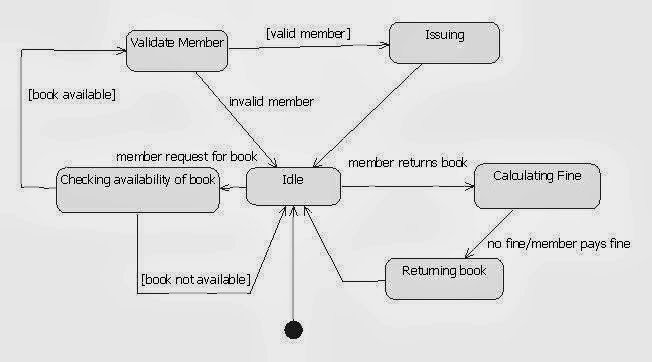 Validate Member
[valid member]
Issuing
[book available]
invalid member
member request for book
member returns book
Checking availability of book
Idle
Calculating Fine
no fine/member pays fine
[book not available]
Returning book